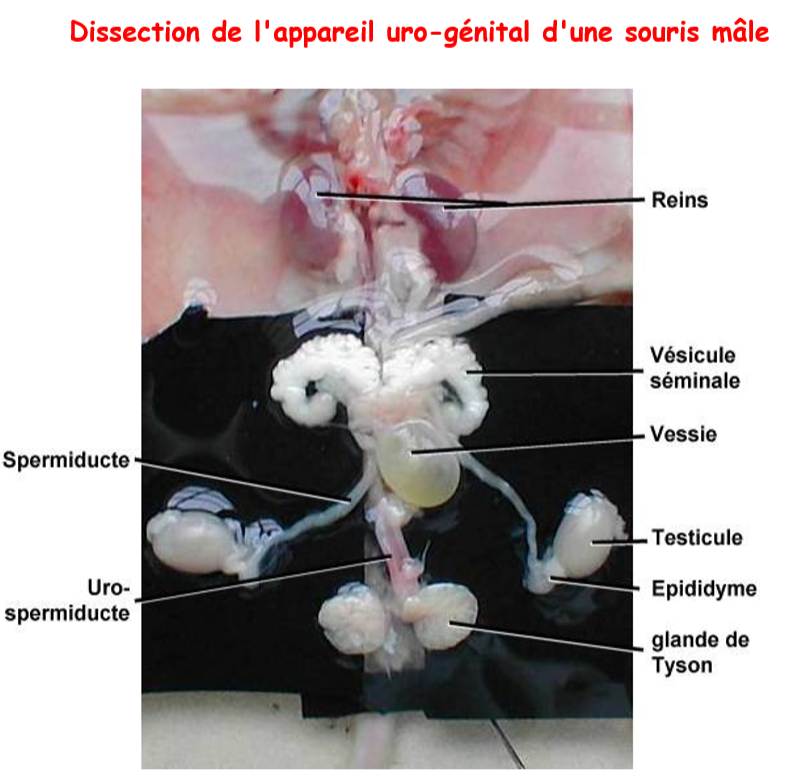 Dissection de l'appareil uro-génital d'une souris mâle
Reins
Vésicule
séminale
Vessie
Spermiducte
Testicule
Uro-
spermiducte
Epididyme
glande de
Tyson